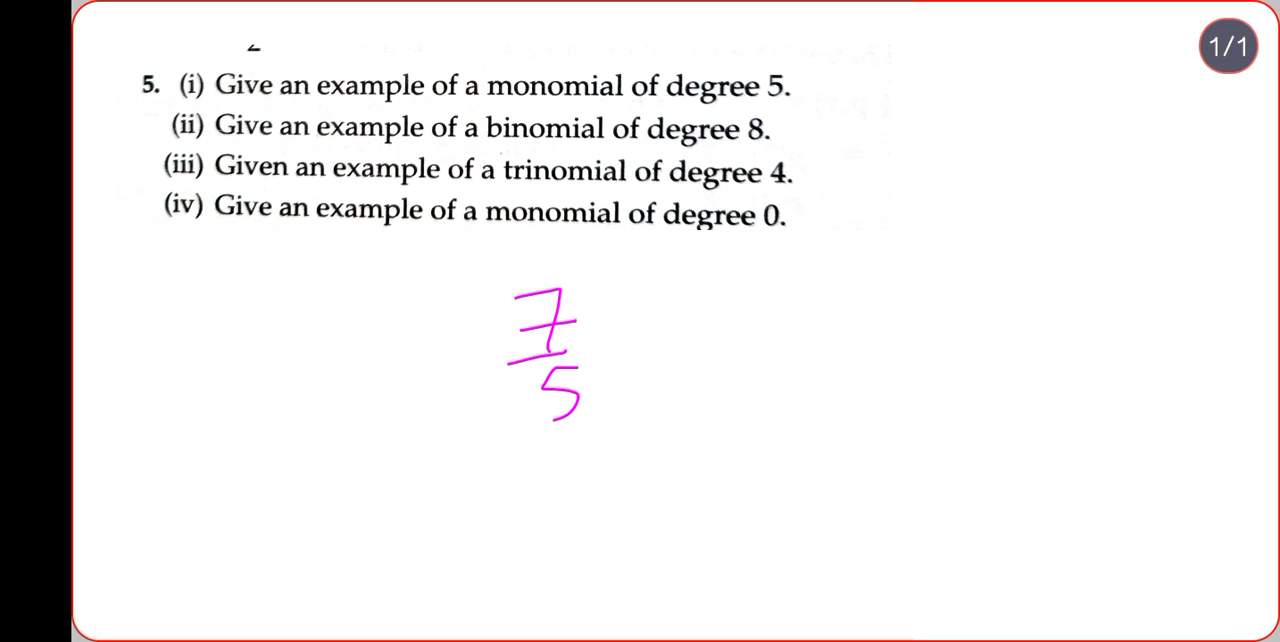 1/1
5. (i) Give an example of a monomial of degree 5.
(ii) Give an example of a binomial of degree 8.
(iii) Given an example of a trinomial of degree 4.
(iv) Give an example of a monomial of degree 0.
7
5